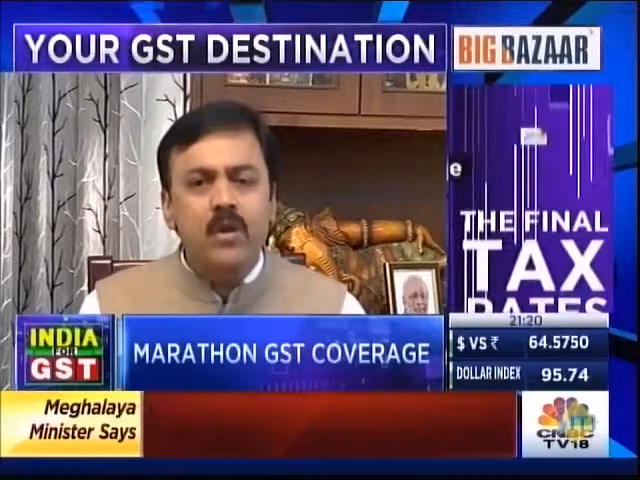 YOUR GST DESTINATION
BIG BAZAAR
e
THE FINAL
TAX
RATES
INDIA
FOR
GST
MARATHON GST COVERAGE
21:20
$ VS ₹ 64.5750
DOLLAR INDEX 95.74
Meghalaya
Minister Says
CNBC
TV18